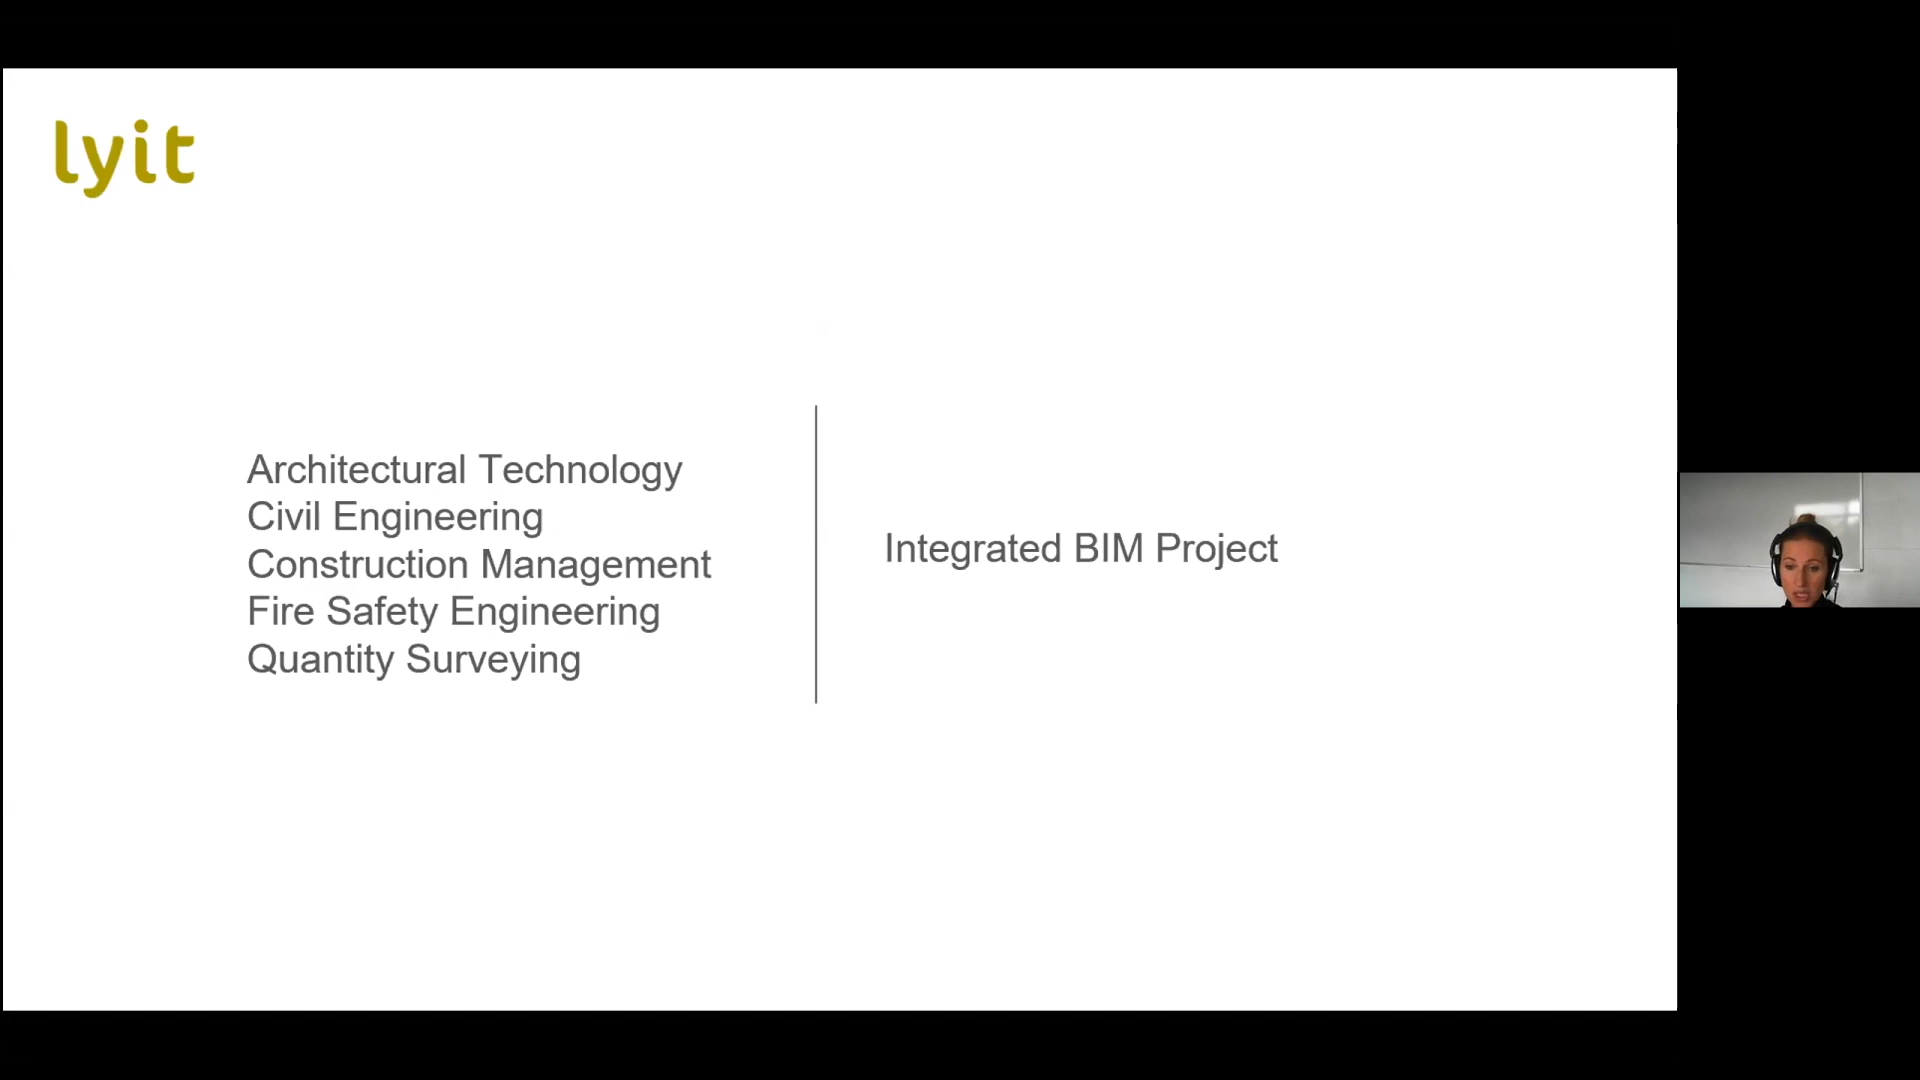 lyit
Architectural Technology
Civil Engineering
Construction Management
Fire Safety Engineering
Quantity Surveying
Integrated BIM Project